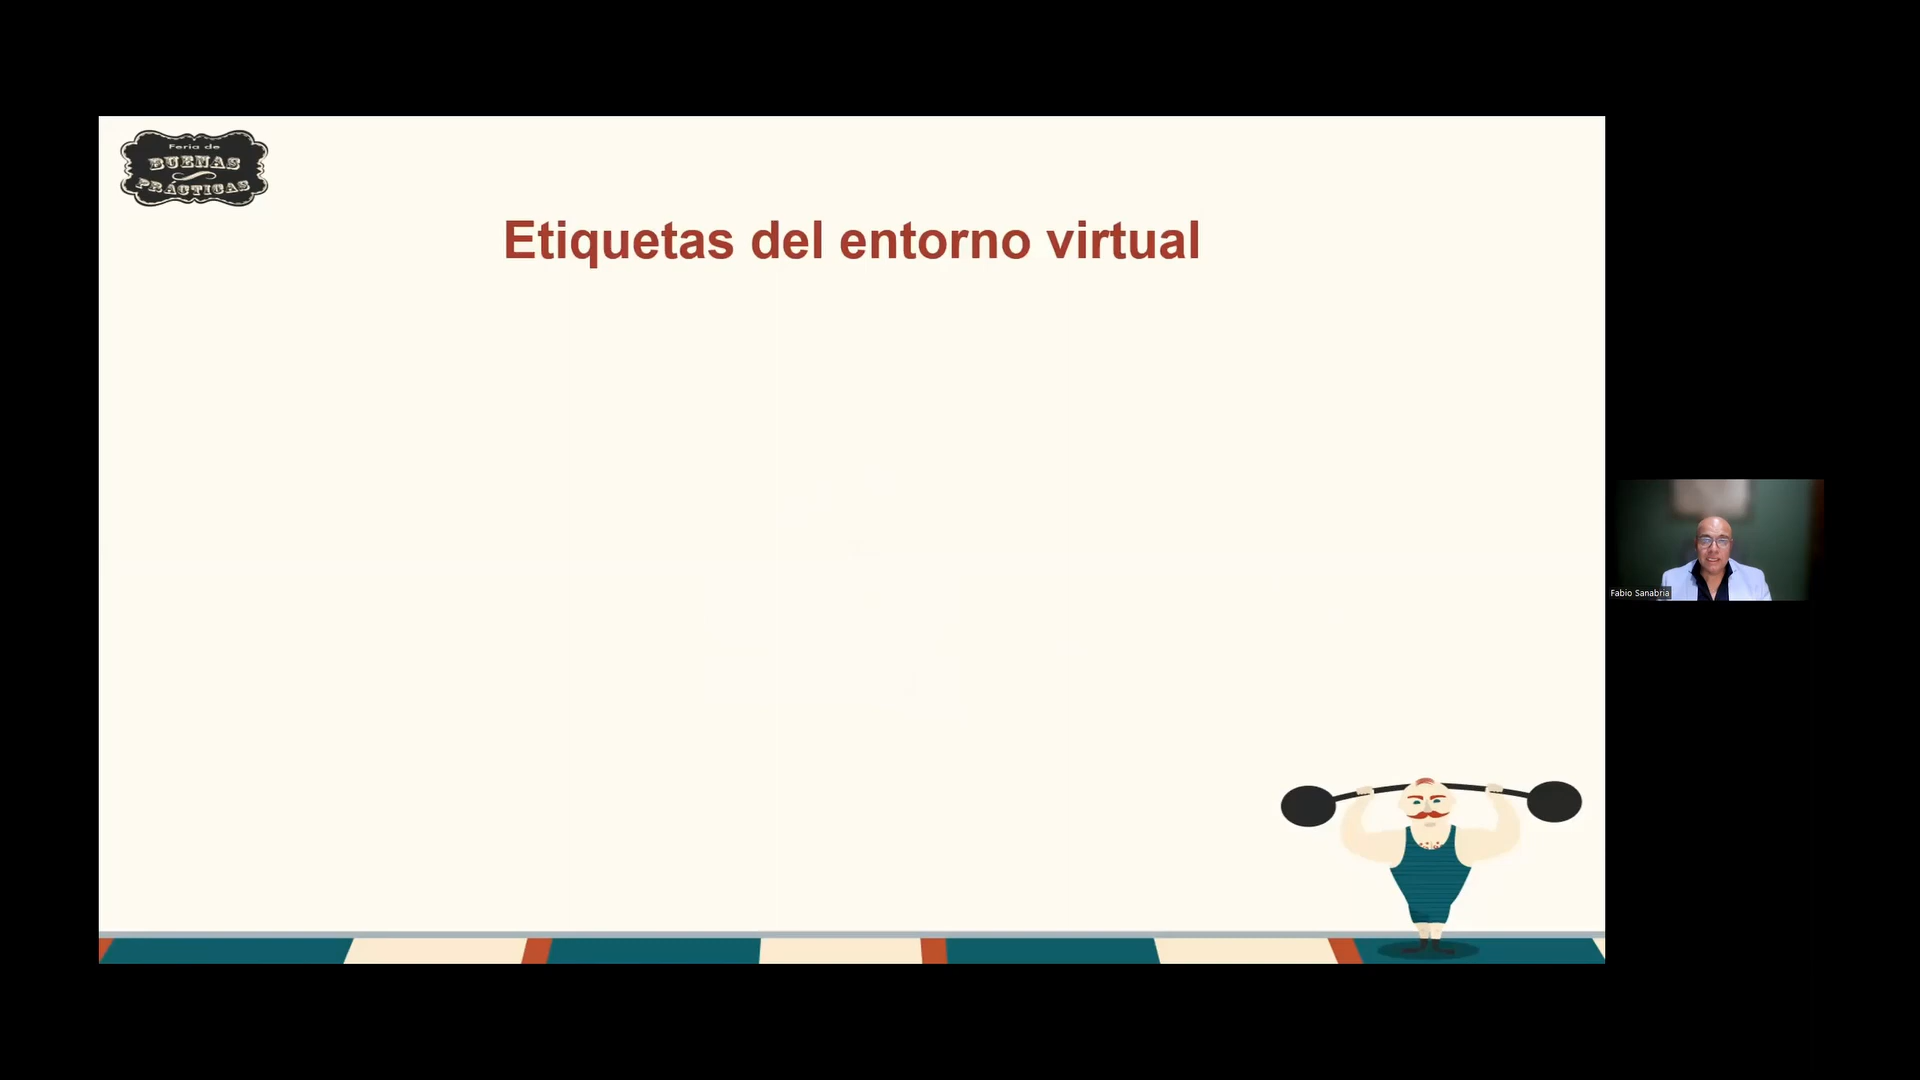 Feria de
BUENAS
PRÁCTICAS
Etiquetas del entorno virtual
Fabio Sanabria